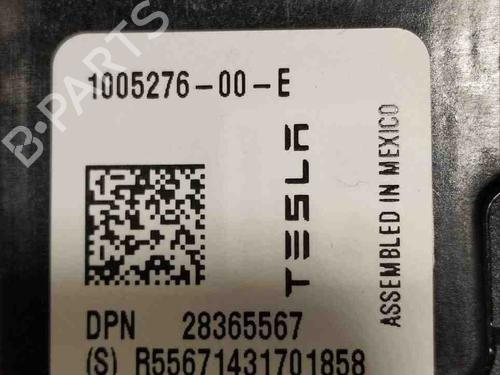 B-PARTS
1005276-00-E
TESLA
ASSEMBLED IN MEXICO
DPN 28365567
(S) R55671431701858